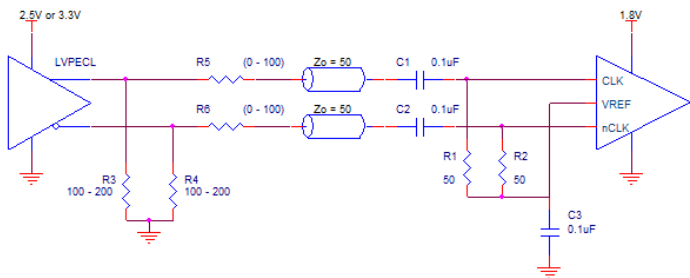 2.5V or 3.3V
1.8V
LVPECL
R5 (0 - 100) Zo = 50 C1 0.1uF
CLK
R6 (0 - 100) Zo = 50 C2 0.1uF
VREF
nCLK
R1
50
R2
50
R3
100 - 200
R4
100 - 200
C3
0.1uF